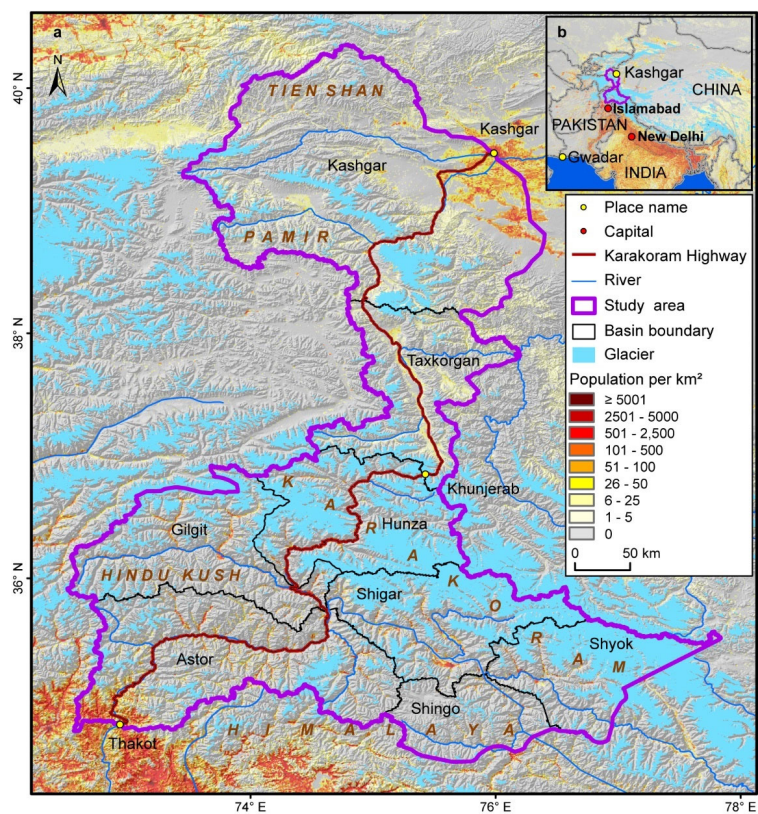 a
N
40° N
38° N
36° N
74° E
76° E
78° E
TIEN SHAN
Kashgar
Kashgar
PAMIR
Taxkorgan
Khunjerab
Hunza
KARAKORAM
Gilgit
HINDU KUSH
Shigar
Shyok
Astor
Shingo
HIMALAYA
Thakot
b
Kashgar
CHINA
Islamabad
PAKISTAN
New Delhi
Gwadar
INDIA
Place name
Capital
Karakoram Highway
River
Study area
Basin boundary
Glacier
Population per km²
≥ 5001
2501 - 5000
501 - 2,500
101 - 500
51 - 100
26 - 50
6 - 25
1 - 5
0
0 50 km